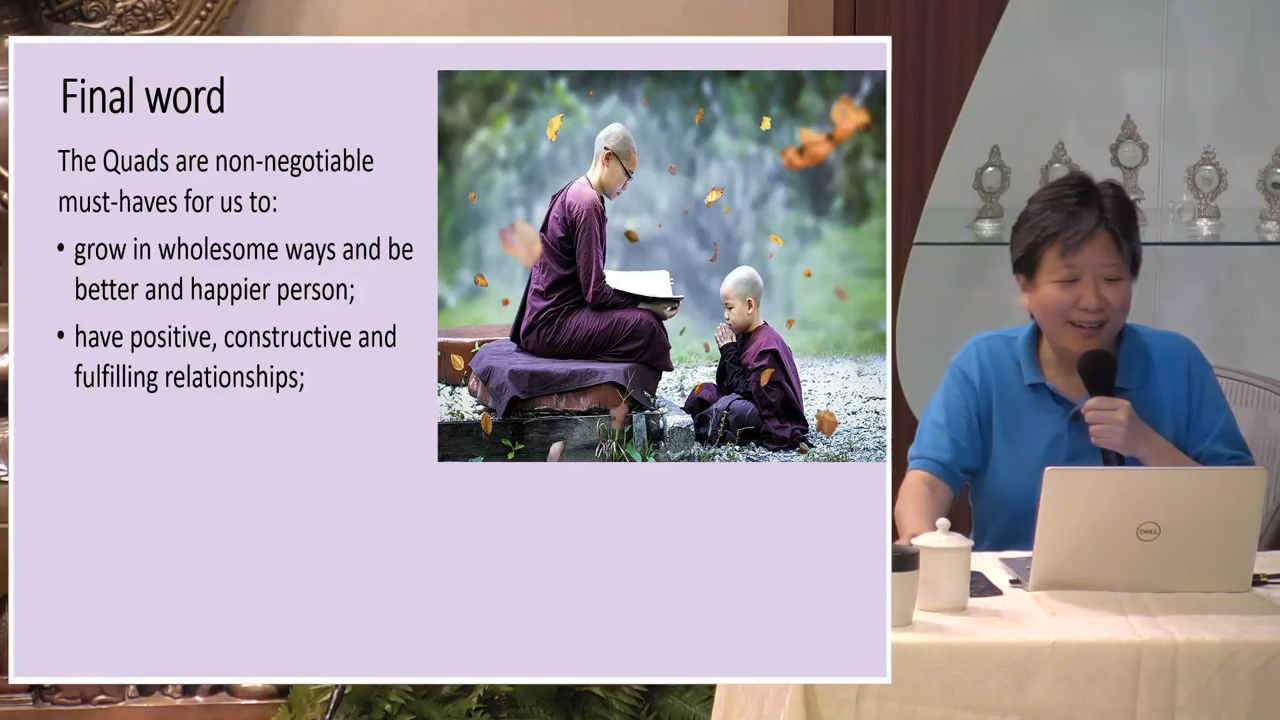 Final word
The Quads are non-negotiable
must-haves for us to:
• grow in wholesome ways and be
better and happier person;
• have positive, constructive and
fulfilling relationships;
DELL